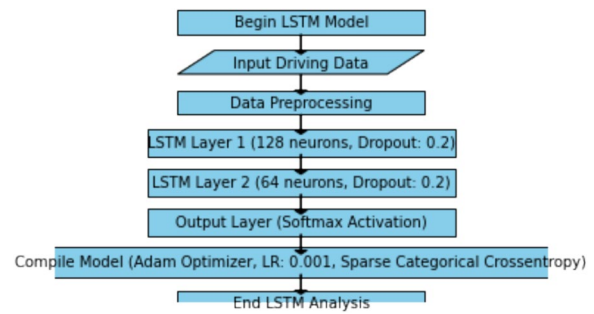 Begin LSTM Model
Input Driving Data
Data Preprocessing
LSTM Layer 1 (128 neurons, Dropout: 0.2)
LSTM Layer 2 (64 neurons, Dropout: 0.2)
Output Layer (Softmax Activation)
Compile Model (Adam Optimizer, LR: 0.001, Sparse Categorical Crossentropy)
End LSTM Analysis